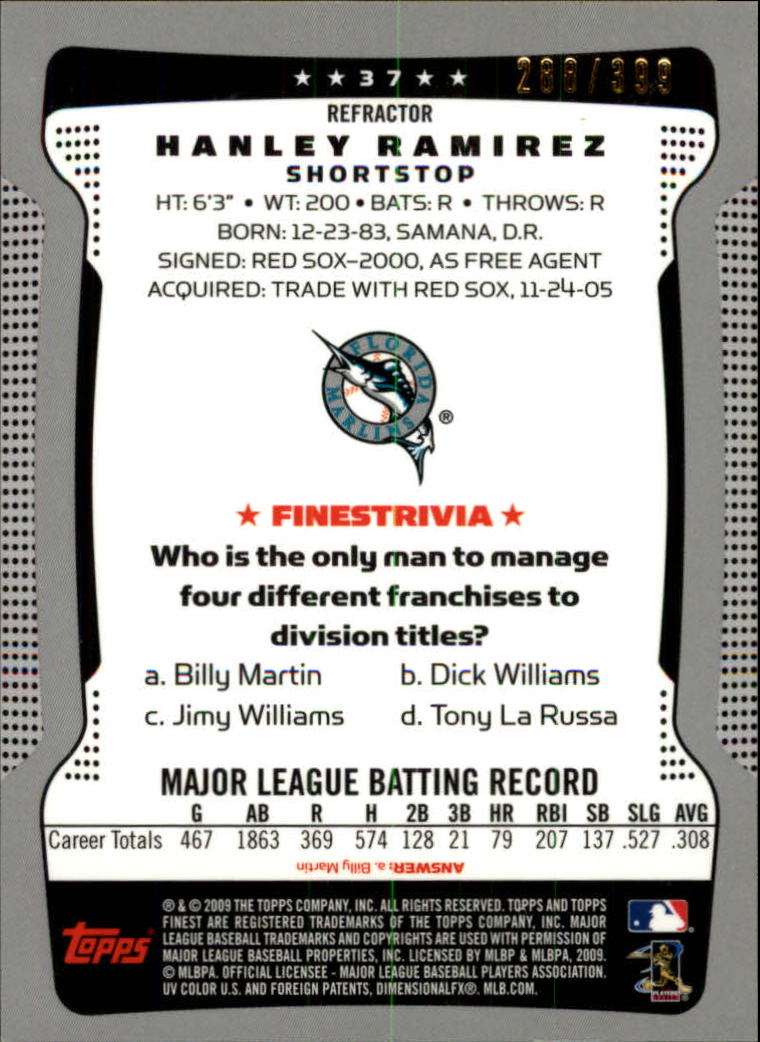 ★ ★ 37 ★ ★ 288/399
REFRACTOR
HANLEY RAMIREZ
SHORTSTOP
HT: 6'3" • WT: 200 • BATS: R • THROWS: R
BORN: 12-23-83, SAMANA, D.R.
SIGNED: RED SOX–2000, AS FREE AGENT
ACQUIRED: TRADE WITH RED SOX, 11-24-05
FLORIDA
MARLINS ®
★ FINESTRIVIA ★
Who is the only man to manage
four different franchises to
division titles?
a. Billy Martin b. Dick Williams
c. Jimy Williams d. Tony La Russa
MAJOR LEAGUE BATTING RECORD
G AB R H 2B 3B HR RBI SB SLG AVG
Career Totals 467 1863 369 574 128 21 79 207 137 .527 .308
ANSWER: a. Billy Martin
® & © 2009 THE TOPPS COMPANY, INC. ALL RIGHTS RESERVED. TOPPS AND TOPPS
FINEST ARE REGISTERED TRADEMARKS OF THE TOPPS COMPANY, INC. MAJOR
LEAGUE BASEBALL TRADEMARKS AND COPYRIGHTS ARE USED WITH PERMISSION OF
MAJOR LEAGUE BASEBALL PROPERTIES, INC. LICENSED BY MLBP & MLBPA, 2009.
© MLBPA. OFFICIAL LICENSEE - MAJOR LEAGUE BASEBALL PLAYERS ASSOCIATION.
UV COLOR U.S. AND FOREIGN PATENTS, DIMENSIONALFX®. MLB.COM.
topps
PLAYERS
CHOICE